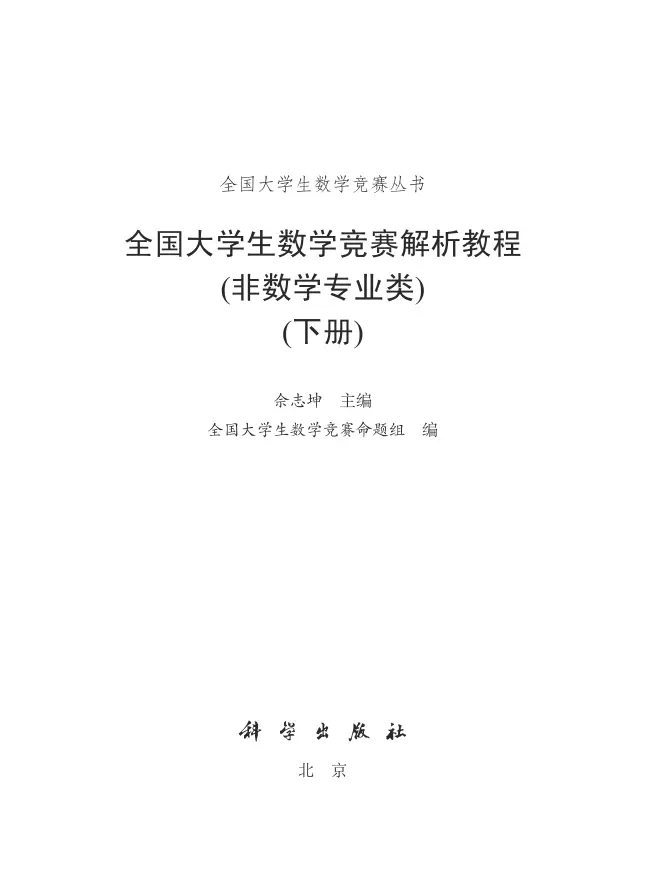 全国大学生数学竞赛丛书
全国大学生数学竞赛解析教程
(非数学专业类)
(下册)
佘志坤 主编
全国大学生数学竞赛命题组 编
科学出版社
北 京